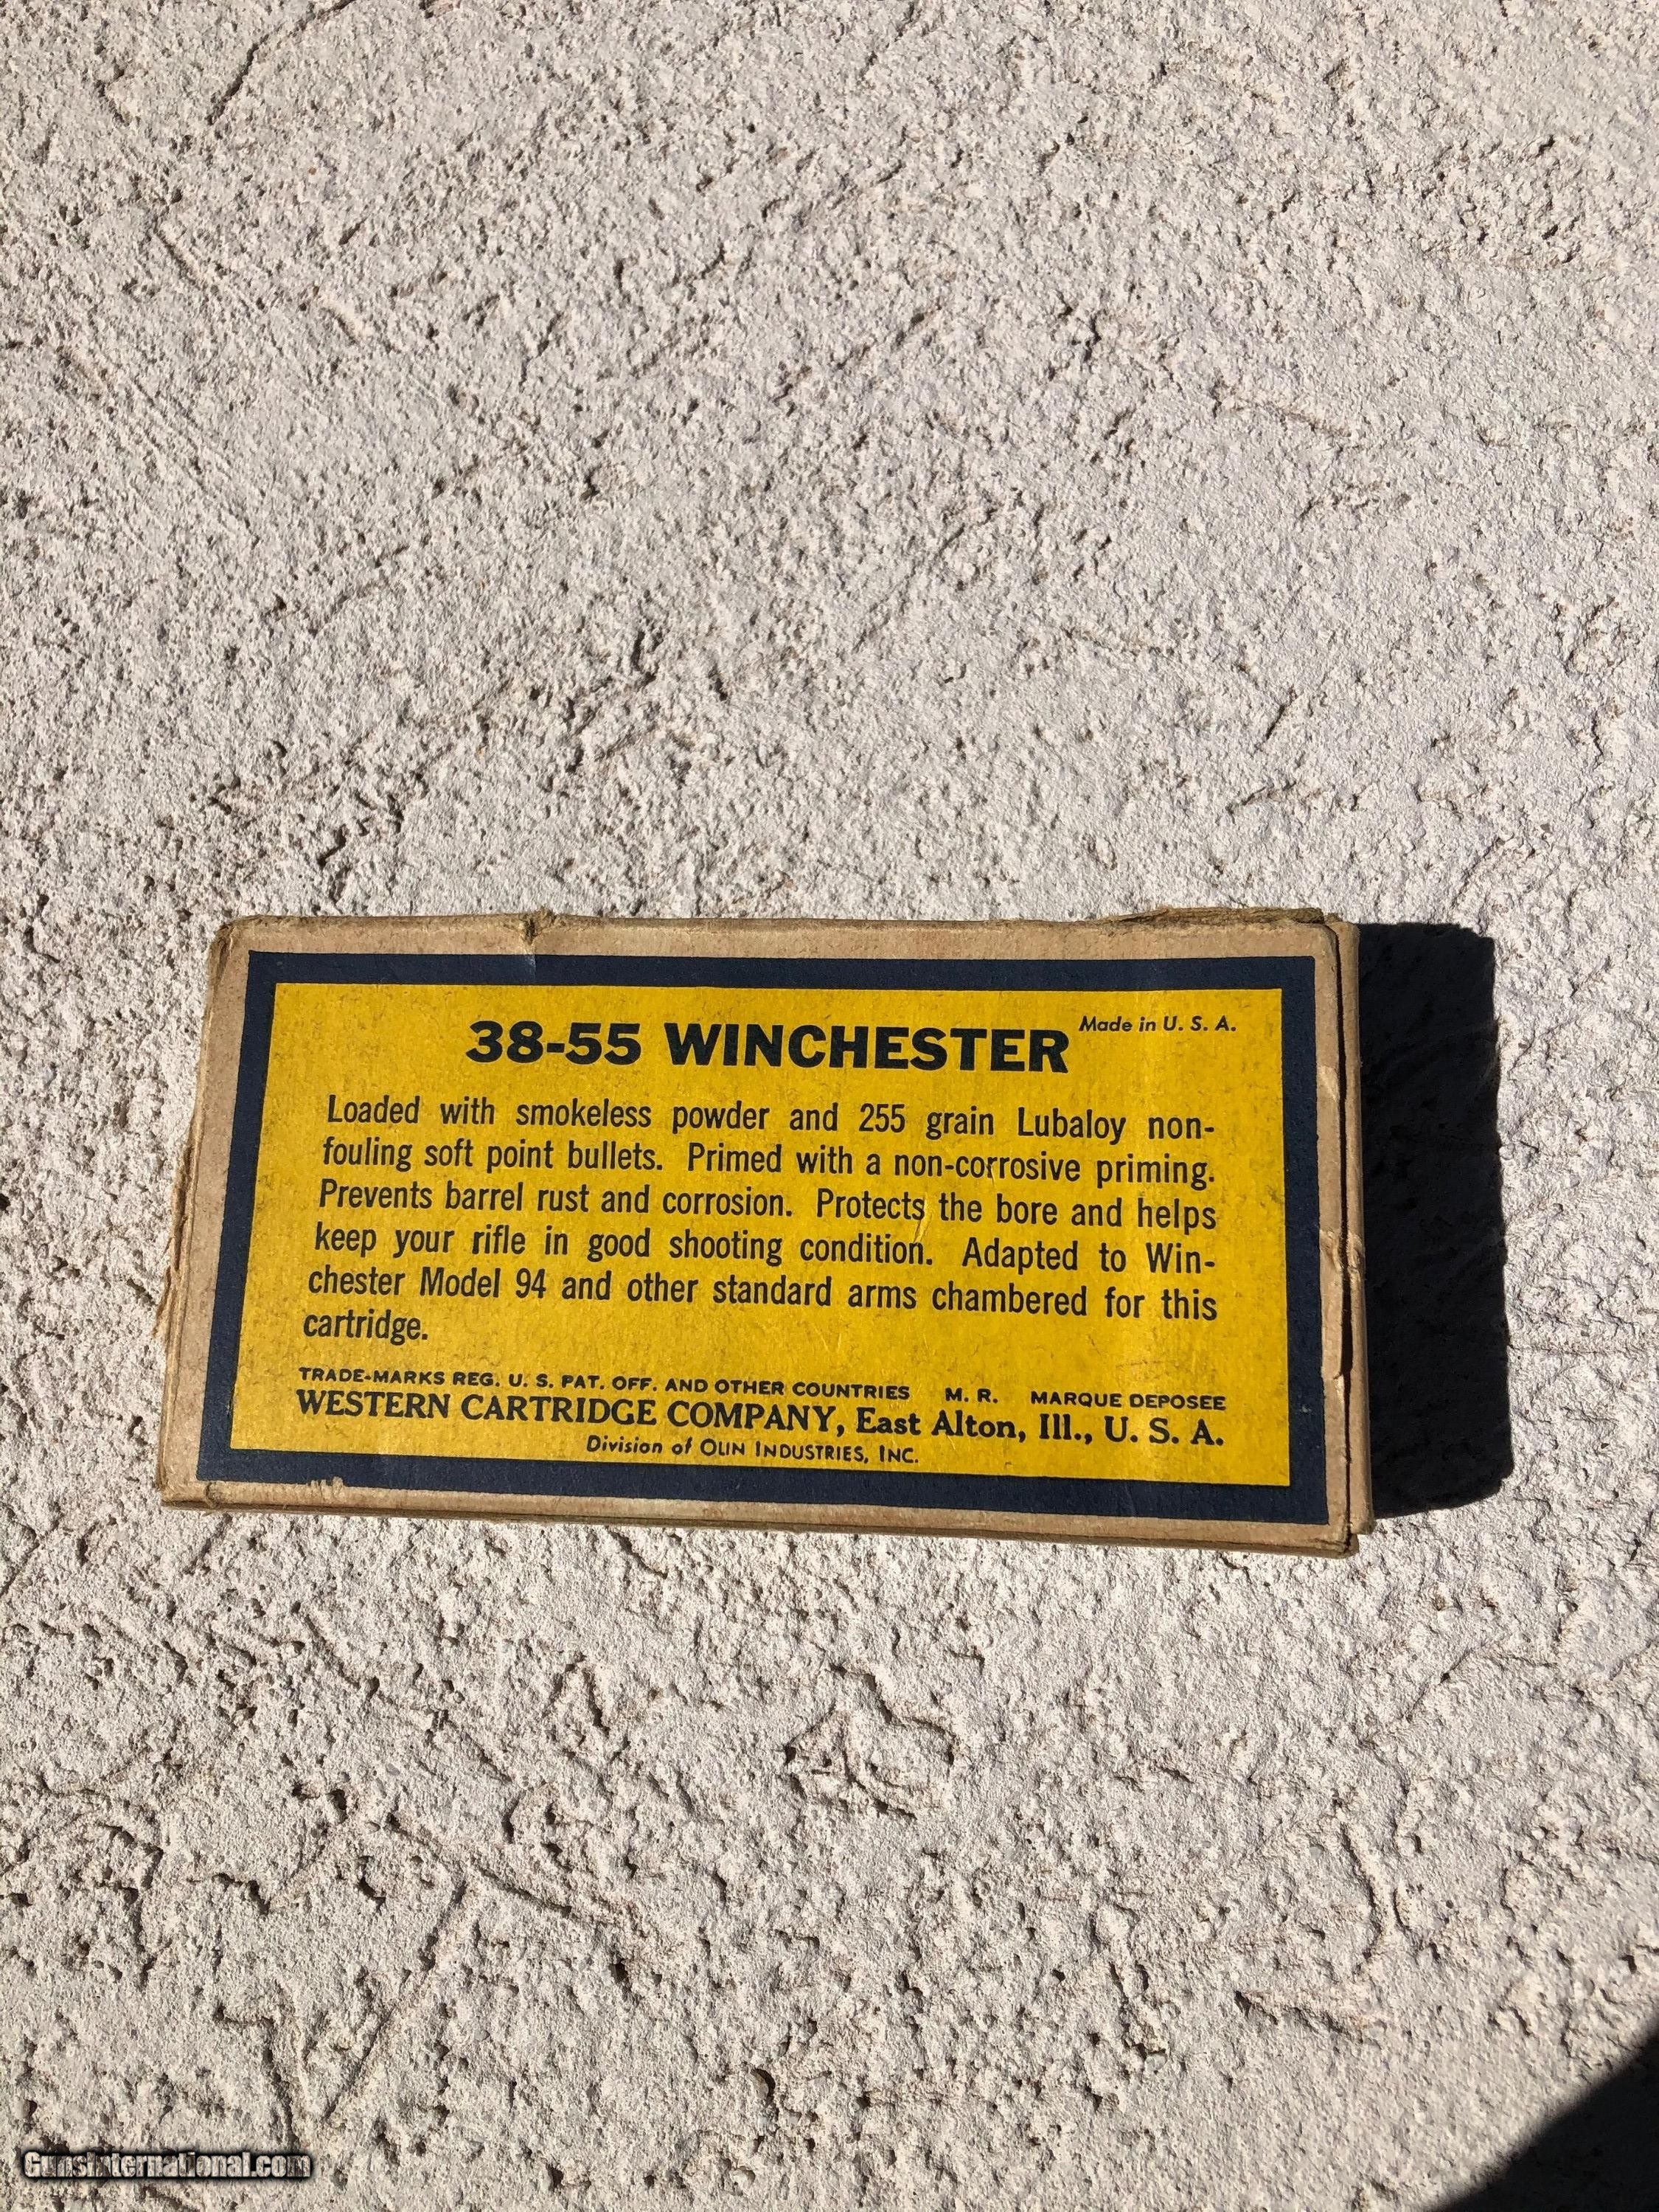 38-55 WINCHESTER Made in U. S. A.
Loaded with smokeless powder and 255 grain Lubaloy non-
fouling soft point bullets. Primed with a non-corrosive priming.
Prevents barrel rust and corrosion. Protects the bore and helps
keep your rifle in good shooting condition. Adapted to Win-
chester Model 94 and other standard arms chambered for this
cartridge.
TRADE-MARKS REG. U. S. PAT. OFF. AND OTHER COUNTRIES M. R. MARQUE DEPOSEE
WESTERN CARTRIDGE COMPANY, East Alton, Ill., U. S. A.
Division of OLIN INDUSTRIES, INC.
GunsInternational.com